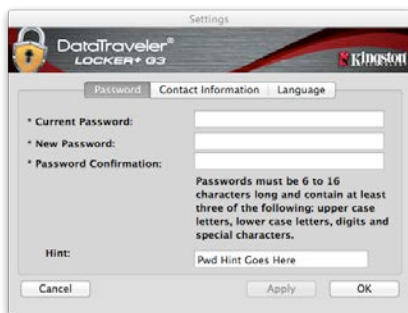 Settings
DataTraveler®
LOCKER+ G3
Kingston
Password Contact Information Language
* Current Password:
* New Password:
* Password Confirmation:
Passwords must be 6 to 16
characters long and contain at least
three of the following: upper case
letters, lower case letters, digits and
special characters.
Hint: Pwd Hint Goes Here
Cancel Apply OK